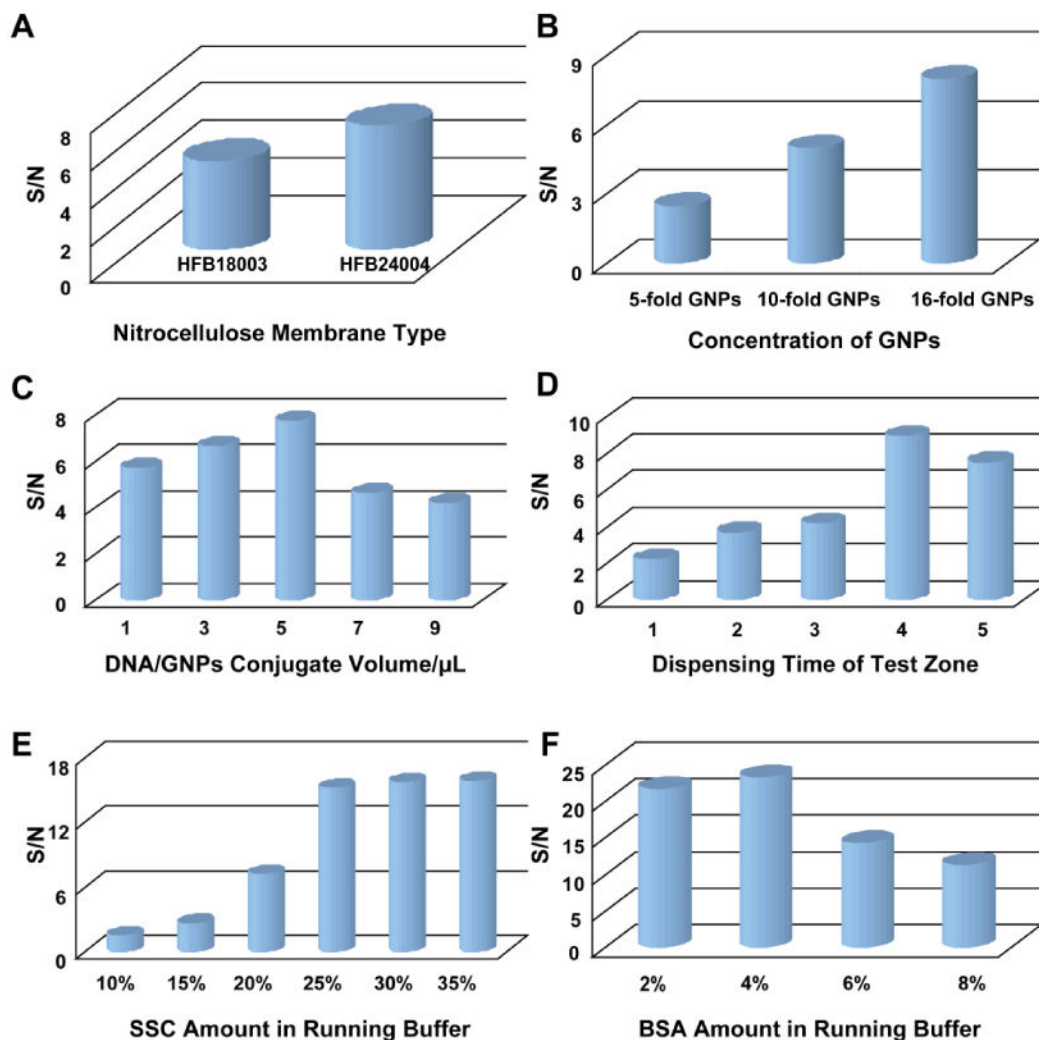 A
S/N
8
6
4
2
0
HFB18003 HFB24004
Nitrocellulose Membrane Type
B
S/N
9
6
3
0
5-fold GNPs 10-fold GNPs 16-fold GNPs
Concentration of GNPs
C
S/N
8
6
4
2
0
1 3 5 7 9
DNA/GNPs Conjugate Volume/μL
D
S/N
10
8
6
4
2
0
1 2 3 4 5
Dispensing Time of Test Zone
E
S/N
18
12
6
0
10% 15% 20% 25% 30% 35%
SSC Amount in Running Buffer
F
S/N
25
20
15
10
5
0
2% 4% 6% 8%
BSA Amount in Running Buffer